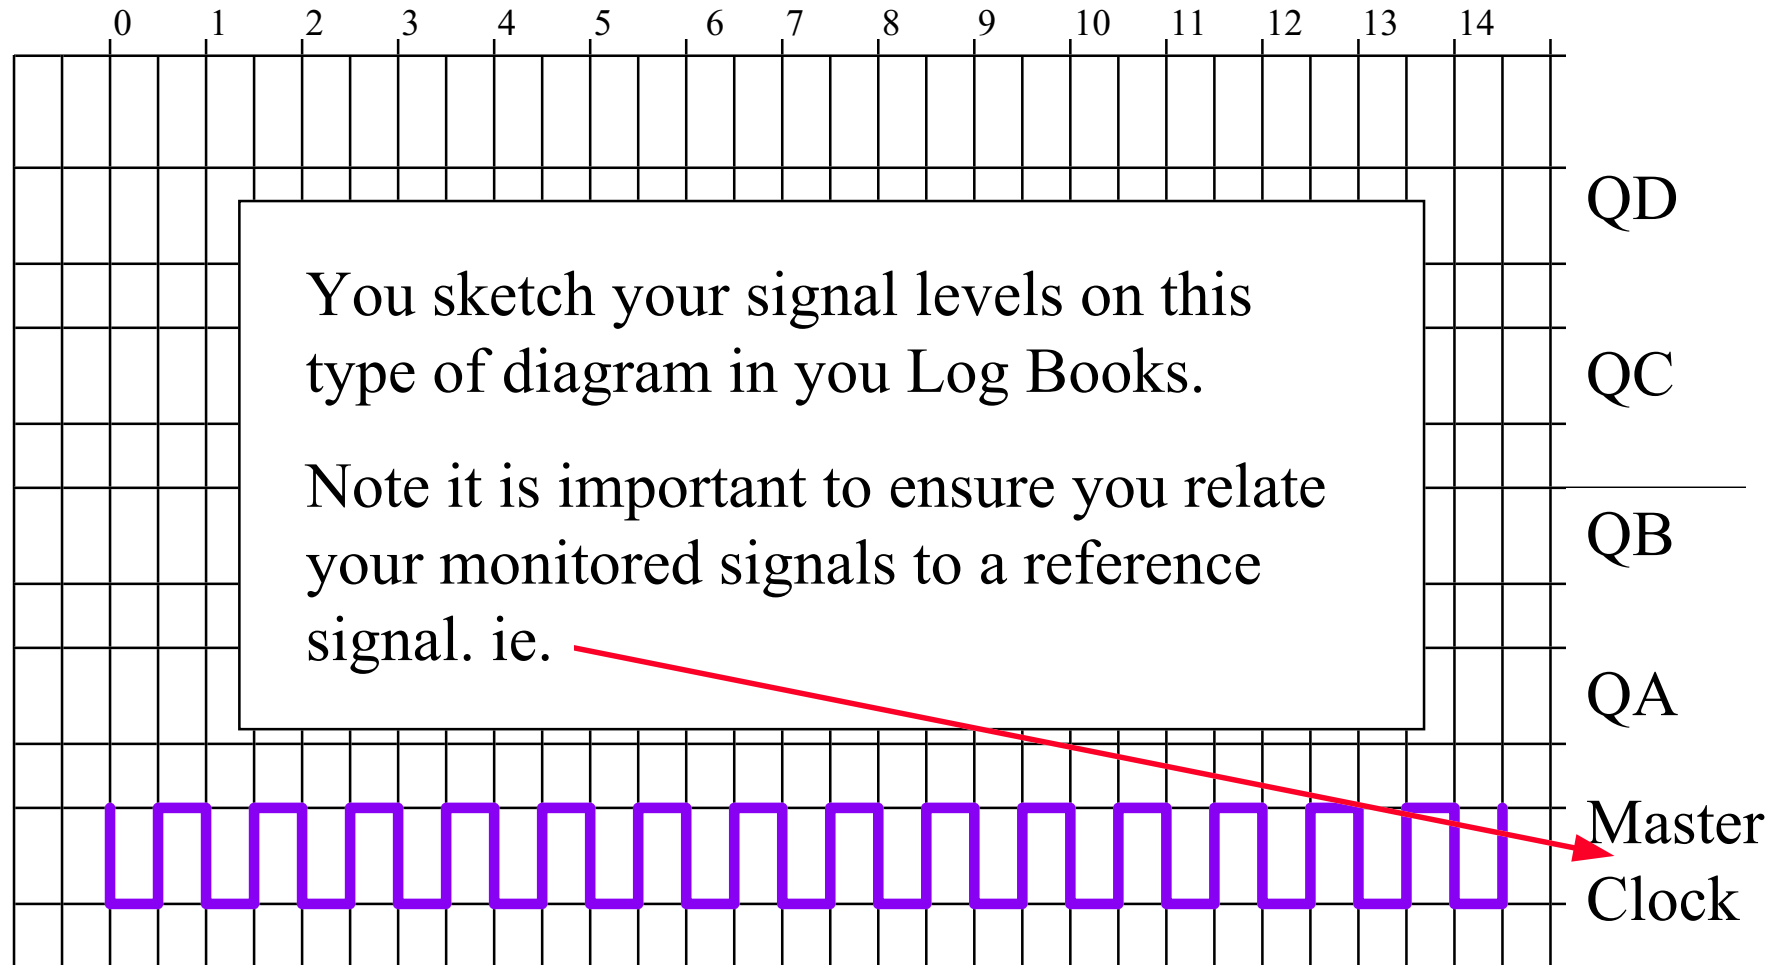 0 1 2 3 4 5 6 7 8 9 10 11 12 13 14
QD
You sketch your signal levels on this
type of diagram in you Log Books.
QC
Note it is important to ensure you relate
QB
your monitored signals to a reference
signal. ie.
QA
Master
Clock